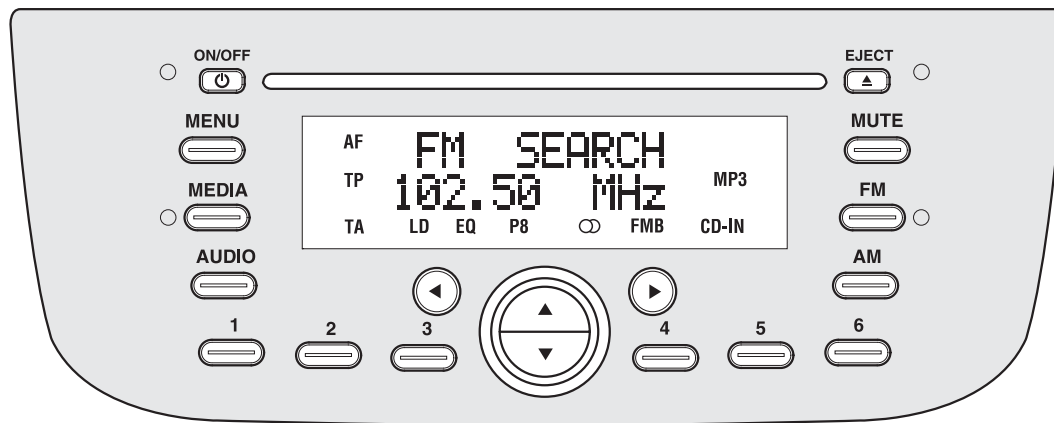 ON/OFF
EJECT
MENU
MUTE
AF
FM SEARCH
TP
102.50 MHz
MP3
MEDIA
FM
TA
LD EQ P8 FMB CD-IN
AUDIO
AM
1
2
3
4
5
6